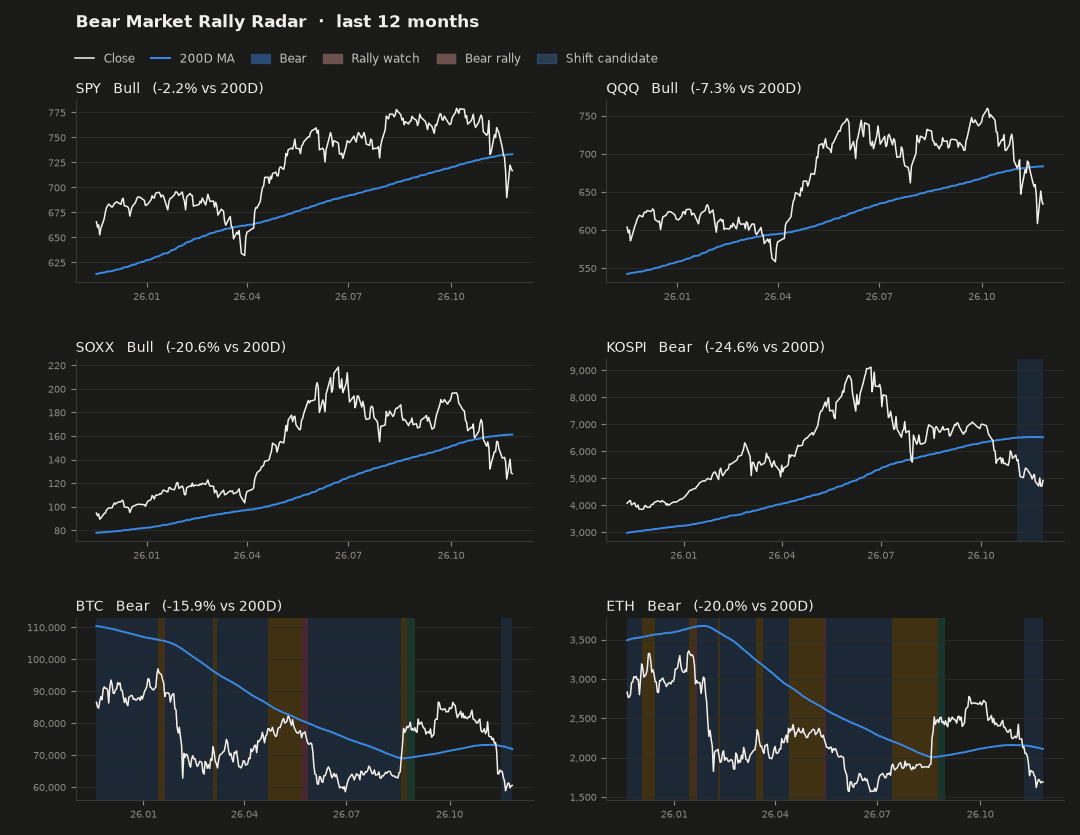 Bear Market Rally Radar · last 12 months
Close 200D MA Bear Rally watch Bear rally Shift candidate
SPY Bull (-2.2% vs 200D)
775
750
725
700
675
650
625
26.01 26.04 26.07 26.10
QQQ Bull (-7.3% vs 200D)
750
700
650
600
550
26.01 26.04 26.07 26.10
SOXX Bull (-20.6% vs 200D)
220
200
180
160
140
120
100
80
26.01 26.04 26.07 26.10
KOSPI Bear (-24.6% vs 200D)
9,000
8,000
7,000
6,000
5,000
4,000
3,000
26.01 26.04 26.07 26.10
BTC Bear (-15.9% vs 200D)
110,000
100,000
90,000
80,000
70,000
60,000
26.01 26.04 26.07 26.10
ETH Bear (-20.0% vs 200D)
3,500
3,000
2,500
2,000
1,500
26.01 26.04 26.07 26.10